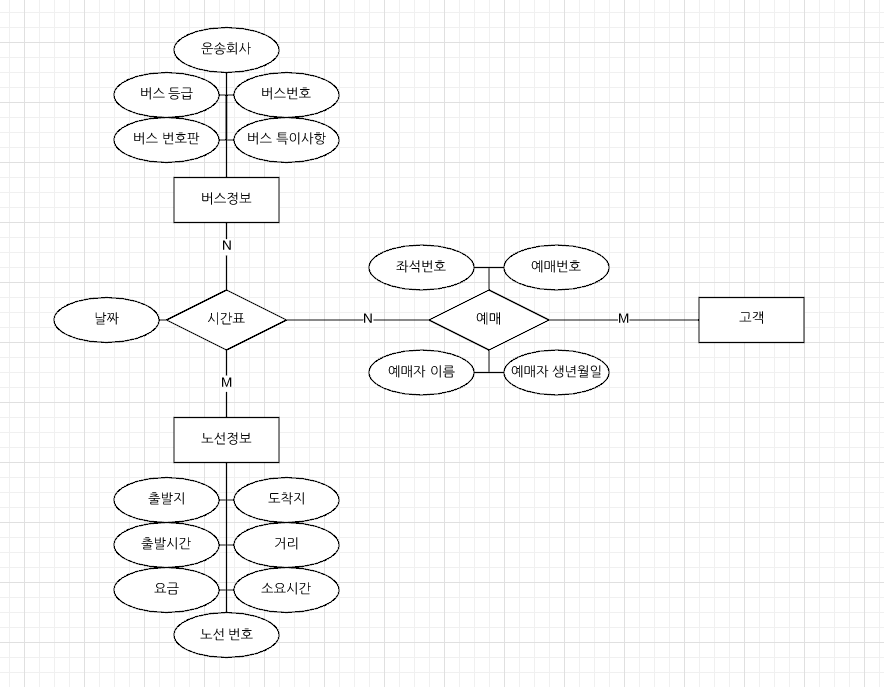 운송회사
버스 등급
버스번호
버스 번호판
버스 특이사항
버스정보
N
좌석번호
예매번호
날짜
시간표
N
예매
M
고객
예매자 이름
예매자 생년월일
M
노선정보
출발지
도착지
출발시간
거리
요금
소요시간
노선 번호